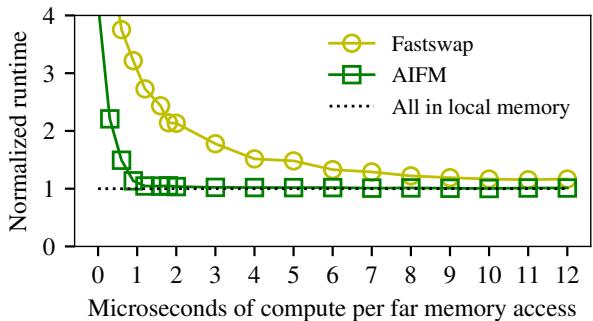 4
3
2
1
0
Normalized runtime
Fastswap
AIFM
All in local memory
0 1 2 3 4 5 6 7 8 9 10 11 12
Microseconds of compute per far memory access